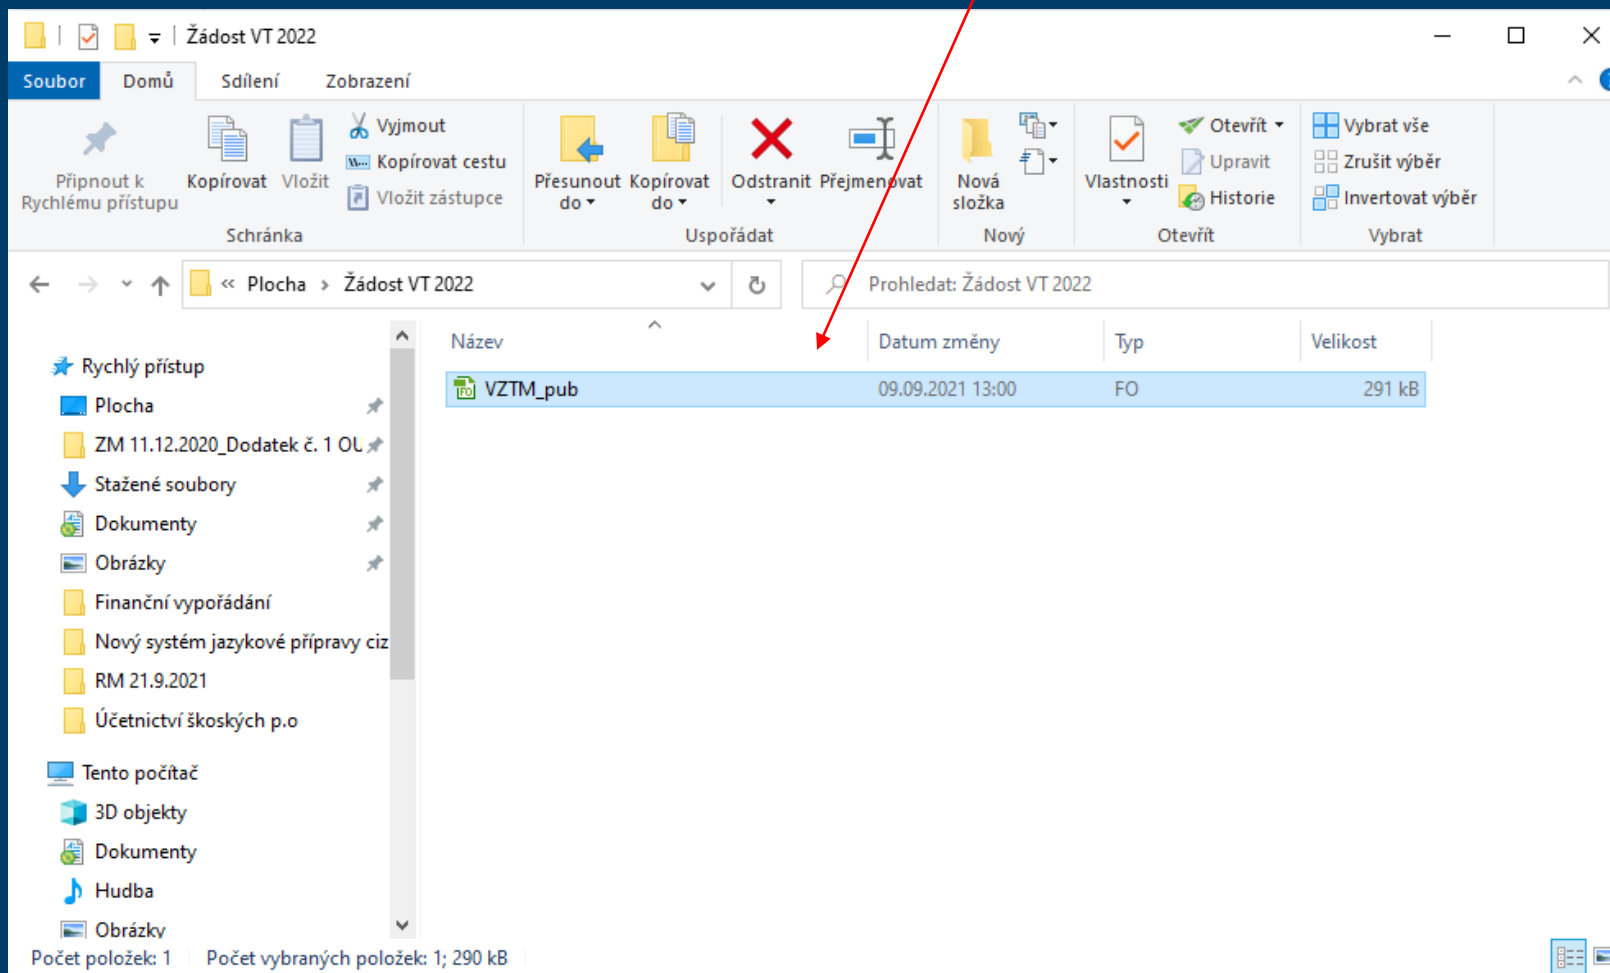 Žádost VT 2022
Soubor Domů Sdílení Zobrazení
Připnout k Rychlému přístupu
Kopírovat
Vložit
Vyjmout
Kopírovat cestu
Vložit zástupce
Schránka
Přesunout do
Kopírovat do
Odstranit
Přejmenovat
Uspořádat
Nová složka
Nový
Vlastnosti
Otevřít
Upravit
Historie
Otevřít
Vybrat vše
Zrušit výběr
Invertovat výběr
Vybrat
« Plocha › Žádost VT 2022
Prohledat: Žádost VT 2022
Název Datum změny Typ Velikost
VZTM_pub 09.09.2021 13:00 FO 291 kB
Rychlý přístup
Plocha
ZM 11.12.2020_Dodatek č. 1 OU
Stažené soubory
Dokumenty
Obrázky
Finanční vypořádání
Nový systém jazykové přípravy ciz
RM 21.9.2021
Účetnictví škoských p.o
Tento počítač
3D objekty
Dokumenty
Hudba
Obrázky
Počet položek: 1 Počet vybraných položek: 1; 290 kB